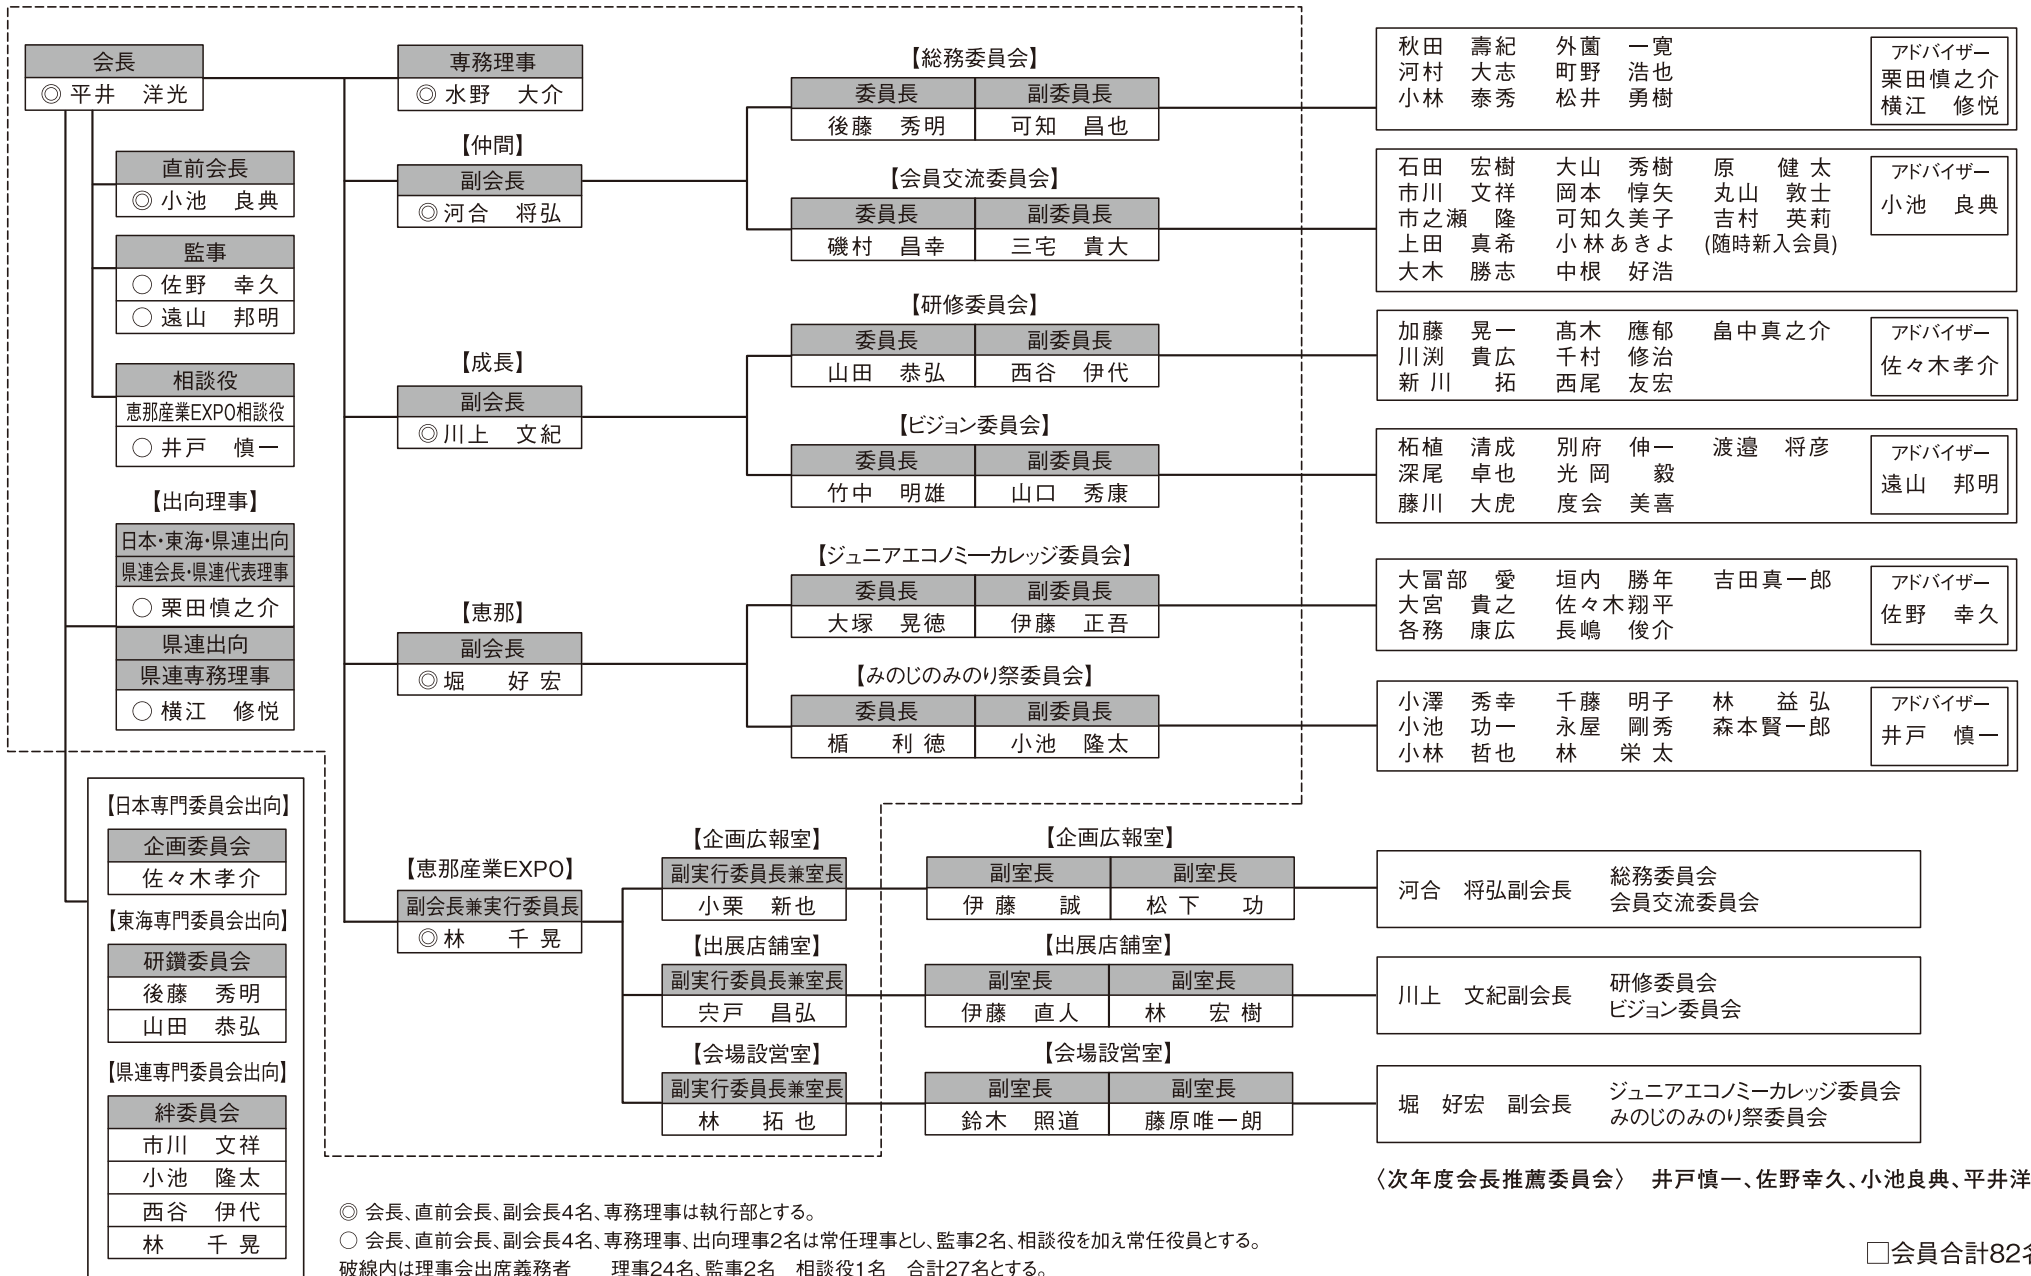 会長
◎ 平井　洋光
直前会長
◎ 小池　良典
監事
○ 佐野　幸久
○ 遠山　邦明
相談役
恵那産業EXPO相談役
○ 井戸　慎一
【出向理事】
日本・東海・県連出向
県連会長・県連代表理事
○ 栗田慎之介
県連出向
県連専務理事
○ 横江　修悦
【日本専門委員会出向】
企画委員会
佐々木孝介
【東海専門委員会出向】
研鑽委員会
後藤　秀明
山田　恭弘
【県連専門委員会出向】
絆委員会
市川　文祥
小池　隆太
西谷　伊代
林　千晃
専務理事
◎ 水野　大介
【仲間】
副会長
◎ 河合　将弘
【総務委員会】
委員長　副委員長
後藤　秀明　可知　昌也
秋田　壽紀　外薗　一寛
河村　大志　町野　浩也
小林　泰秀　松井　勇樹
アドバイザー
栗田慎之介
横江　修悦
【会員交流委員会】
委員長　副委員長
磯村　昌幸　三宅　貴大
石田　宏樹　大山　秀樹　原　健太
市川　文祥　岡本　惇矢　丸山　敦士
市之瀬　隆　可知久美子　吉村　英莉
上田　真希　小林あきよ　(随時新入会員)
大木　勝志　中根　好浩
アドバイザー
小池　良典
【成長】
副会長
◎ 川上　文紀
【研修委員会】
委員長　副委員長
山田　恭弘　西谷　伊代
加藤　晃一　髙木　應郁　畠中真之介
川渕　貴広　千村　修治
新川　拓　西尾　友宏
アドバイザー
佐々木孝介
【ビジョン委員会】
委員長　副委員長
竹中　明雄　山口　秀康
柘植　清成　別府　伸一　渡邉　将彦
深尾　卓也　光岡　毅
藤川　大虎　度会　美喜
アドバイザー
遠山　邦明
【恵那】
副会長
◎ 堀　好宏
【ジュニアエコノミーカレッジ委員会】
委員長　副委員長
大塚　晃徳　伊藤　正吾
大冨部　愛　垣内　勝年　吉田真一郎
大宮　貴之　佐々木翔平
各務　康広　長嶋　俊介
アドバイザー
佐野　幸久
【みのじのみのり祭委員会】
委員長　副委員長
楯　利徳　小池　隆太
小澤　秀幸　千藤　明子　林　益弘
小池　功一　永屋　剛秀　森本賢一郎
小林　哲也　林　栄太
アドバイザー
井戸　慎一
【恵那産業EXPO】
副会長兼実行委員長
◎ 林　千晃
【企画広報室】
副実行委員長兼室長
小栗　新也
【企画広報室】
副室長　副室長
伊藤　誠　松下　功
河合　将弘副会長　総務委員会
会員交流委員会
【出展店舗室】
副実行委員長兼室長
宍戸　昌弘
【出展店舗室】
副室長　副室長
伊藤　直人　林　宏樹
川上　文紀副会長　研修委員会
ビジョン委員会
【会場設営室】
副実行委員長兼室長
林　拓也
【会場設営室】
副室長　副室長
鈴木　照道　藤原唯一朗
堀　好宏　副会長　ジュニアエコノミーカレッジ委員会
みのじのみのり祭委員会
〈次年度会長推薦委員会〉　井戸慎一、佐野幸久、小池良典、平井洋
◎ 会長、直前会長、副会長4名、専務理事は執行部とする。
○ 会長、直前会長、副会長4名、専務理事、出向理事2名は常任理事とし、監事2名、相談役を加え常任役員とする。
破線内は理事会出席義務者　理事24名、監事2名　相談役1名　合計27名とする。
□会員合計82名